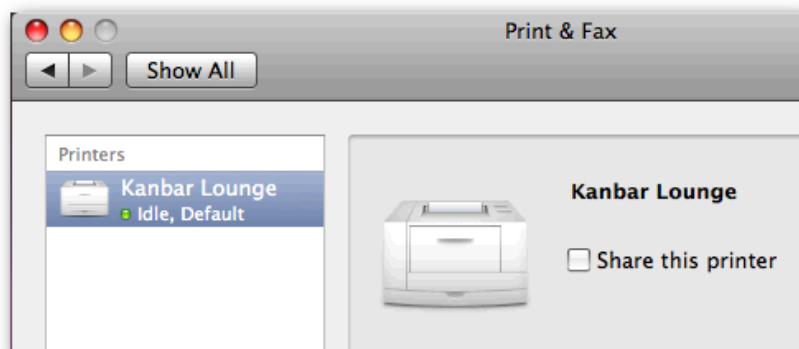 Print & Fax
Show All
Printers
Kanbar Lounge
Idle, Default
Kanbar Lounge
Share this printer